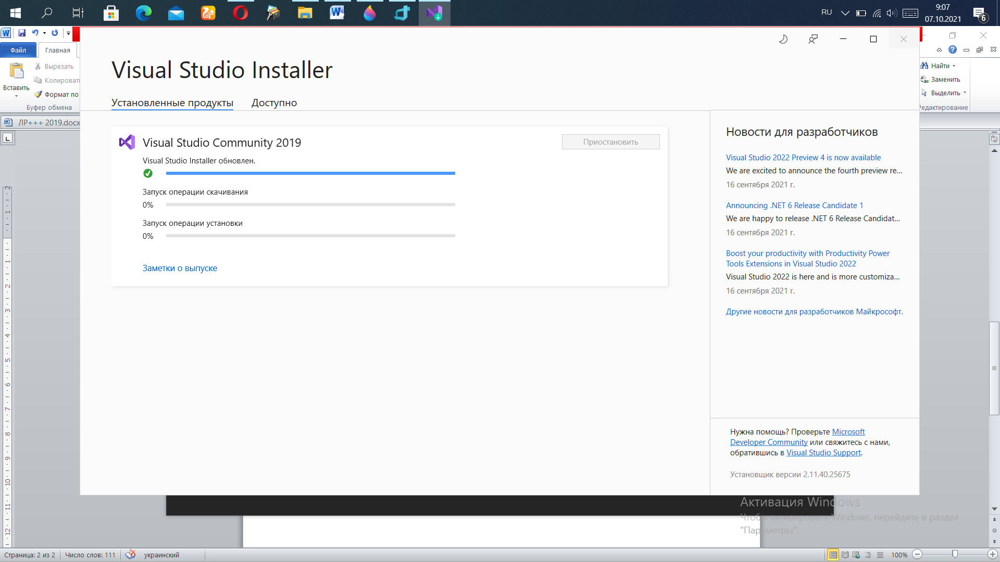 RU
9:07
07.10.2021
6
Файл
Главная
Вырезать
Вставить
Формат по
Буфер обмена
Найти
Заменить
Выделить
Редактирование
ЛР+++ 2019.docx
Visual Studio Installer
Установленные продукты
Доступно
Visual Studio Community 2019
Приостановить
Visual Studio Installer обновлен.
Запуск операции скачивания
0%
Запуск операции установки
0%
Заметки о выпуске
Новости для разработчиков
Visual Studio 2022 Preview 4 is now available
We are excited to announce the fourth preview re...
16 сентября 2021 г.
Announcing .NET 6 Release Candidate 1
We are happy to release .NET 6 Release Candidat...
16 сентября 2021 г.
Boost your productivity with Productivity Power
Tools Extensions in Visual Studio 2022
Visual Studio 2022 is here and is more customiza...
16 сентября 2021 г.
Другие новости для разработчиков Майкрософт.
Нужна помощь? Проверьте Microsoft
Developer Community или свяжитесь с нами,
обратившись в Visual Studio Support.
Установщик версии 2.11.40.25675
Активация Windows
Чтобы активировать Windows, перейдите в раздел
"Параметры".
Страница: 2 из 2
Число слов: 111
украинский
100%